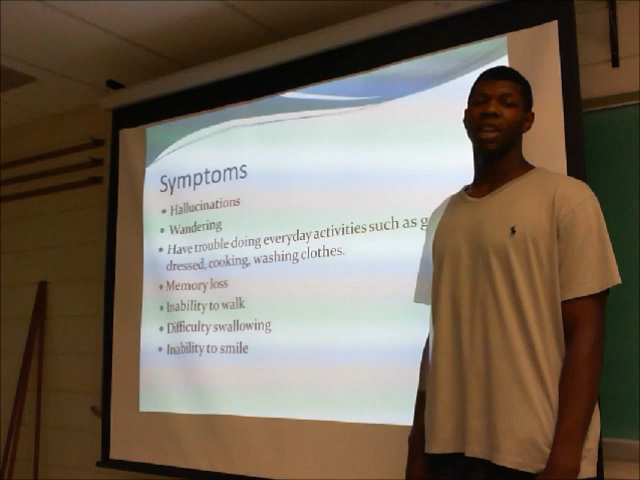 Symptoms
• Hallucinations
• Wandering
• Have trouble doing everyday activities such as
dressed, cooking, washing clothes.
• Memory loss
• Inability to walk
• Difficulty swallowing
• Inability to smile